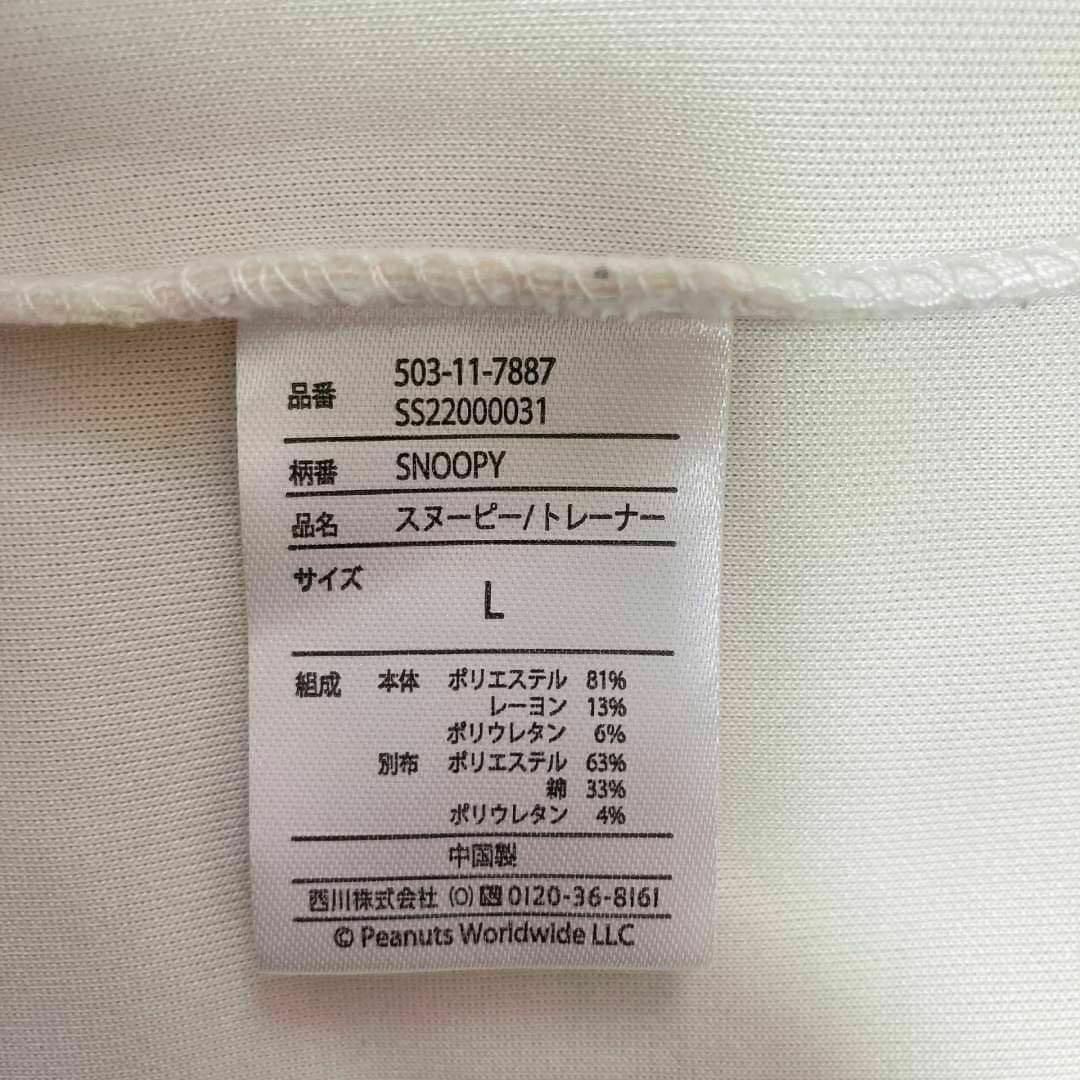 品番 503-11-7887
SS22000031
柄番 SNOOPY
品名 スヌーピー/トレーナー
サイズ L
組成 本体 ポリエステル 81%
レーヨン 13%
ポリウレタン 6%
別布 ポリエステル 63%
綿 33%
ポリウレタン 4%
中国製
西川株式会社 (O) 0120-36-8161
© Peanuts Worldwide LLC